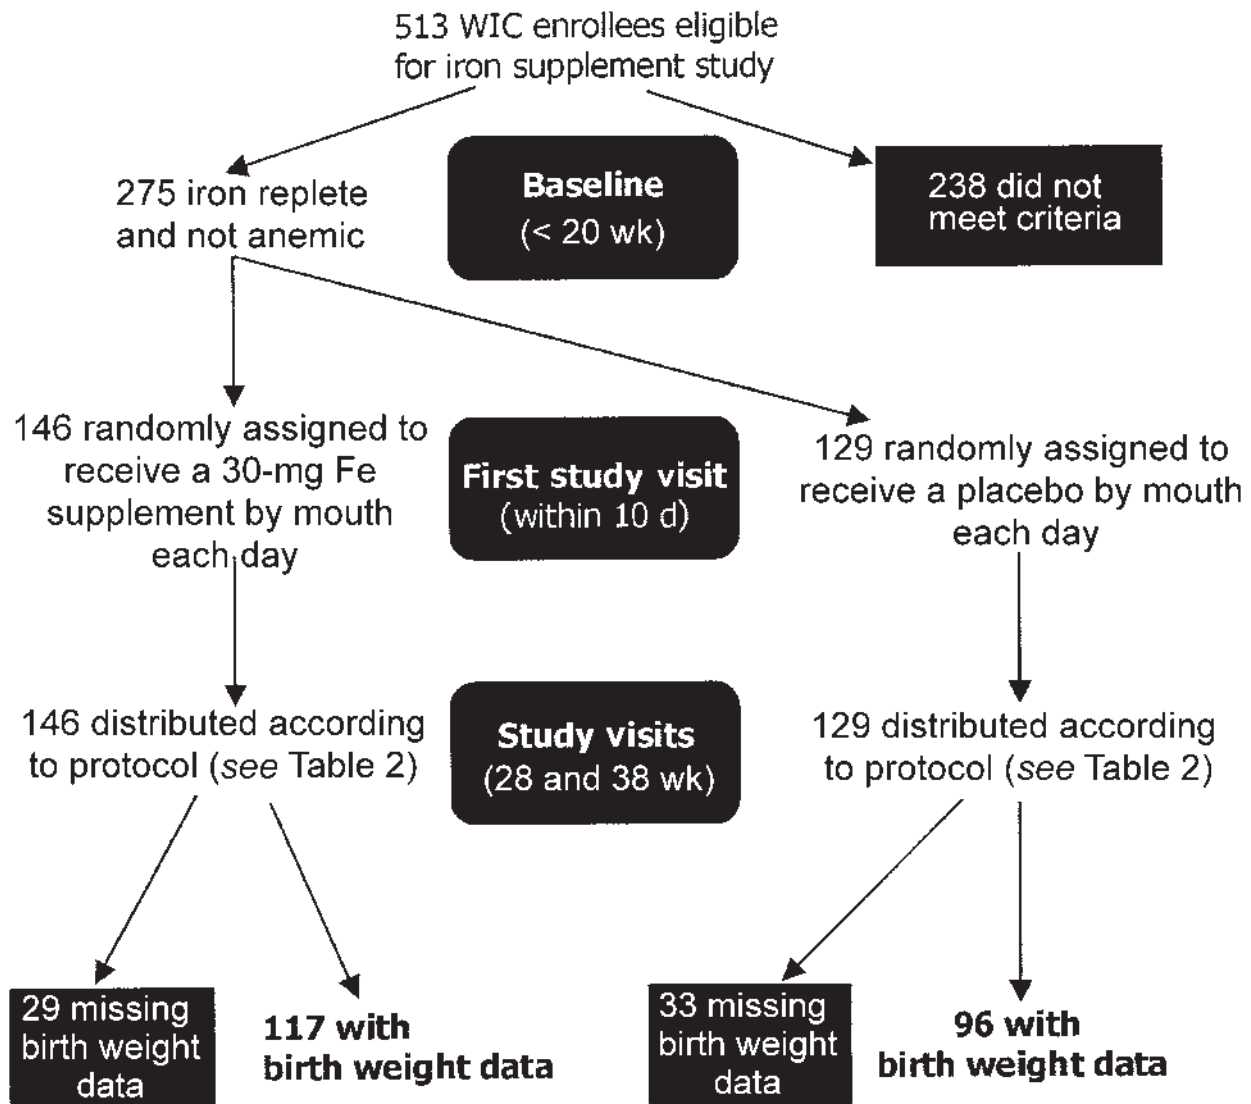 513 WIC enrollees eligible
for iron supplement study
275 iron replete
and not anemic
Baseline
(< 20 wk)
238 did not
meet criteria
146 randomly assigned to
receive a 30-mg Fe
supplement by mouth
each day
First study visit
(within 10 d)
129 randomly assigned to
receive a placebo by mouth
each day
146 distributed according
to protocol (see Table 2)
Study visits
(28 and 38 wk)
129 distributed according
to protocol (see Table 2)
29 missing
birth weight
data
117 with
birth weight data
33 missing
birth weight
data
96 with
birth weight data